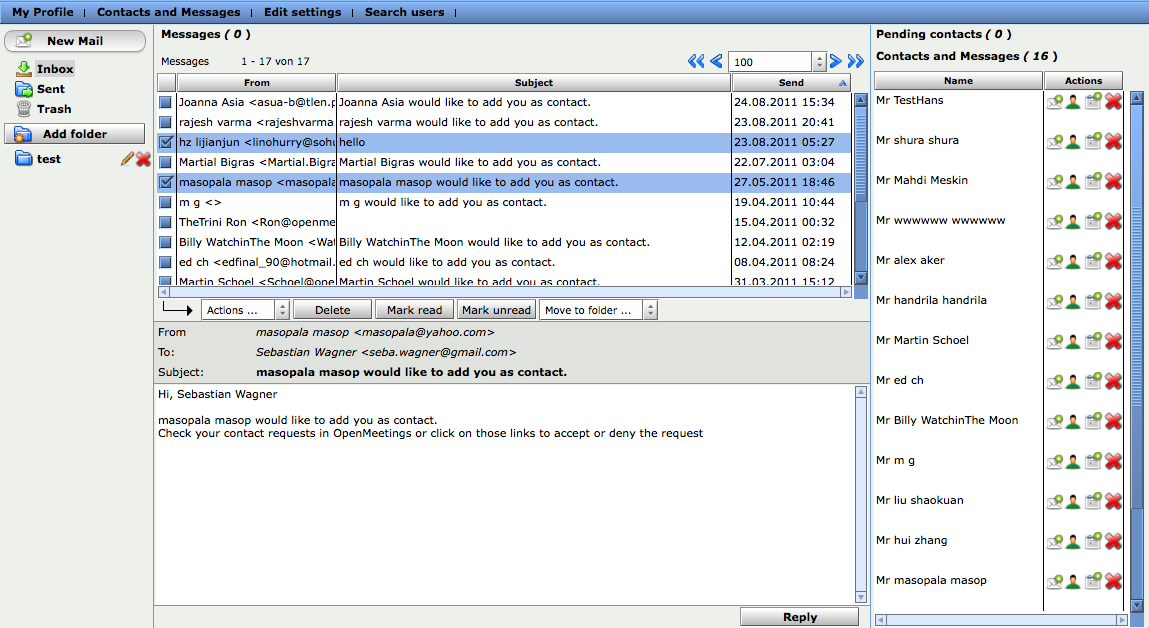 My Profile | Contacts and Messages | Edit settings | Search users |
New Mail
Inbox
Sent
Trash
Add folder
test
Messages ( 0 )
Messages 1 - 17 von 17 100
From Subject Send
Joanna Asia <asua-b@tlen.p Joanna Asia would like to add you as contact. 24.08.2011 15:34
rajesh varma <rajeshvarma. rajesh varma would like to add you as contact. 23.08.2011 20:41
hz lijianjun <linohurry@sohu hello 23.08.2011 05:27
Martial Bigras <Martial.Bigra Martial Bigras would like to add you as contact. 22.07.2011 03:04
masopala masop <masopala masopala masop would like to add you as contact. 27.05.2011 18:46
m g <> m g would like to add you as contact. 19.04.2011 10:44
TheTrini Ron <Ron@openme 15.04.2011 00:32
Billy WatchinThe Moon <Wat Billy WatchinThe Moon would like to add you as contact. 12.04.2011 02:19
ed ch <edfinal_90@hotmail. ed ch would like to add you as contact. 08.04.2011 08:24
Martin Schoel <Schoel@ope Martin Schoel would like to add you as contact. 31.03.2011 15:12
Actions ... Delete Mark read Mark unread Move to folder ...
From masopala masop <masopala@yahoo.com>
To: Sebastian Wagner <seba.wagner@gmail.com>
Subject: masopala masop would like to add you as contact.
Hi, Sebastian Wagner
masopala masop would like to add you as contact.
Check your contact requests in OpenMeetings or click on those links to accept or deny the request
Reply
Pending contacts ( 0 )
Contacts and Messages ( 16 )
Name Actions
Mr TestHans
Mr shura shura
Mr Mahdi Meskin
Mr wwwwww wwwwww
Mr alex aker
Mr handrila handrila
Mr Martin Schoel
Mr ed ch
Mr Billy WatchinThe Moon
Mr m g
Mr liu shaokuan
Mr hui zhang
Mr masopala masop